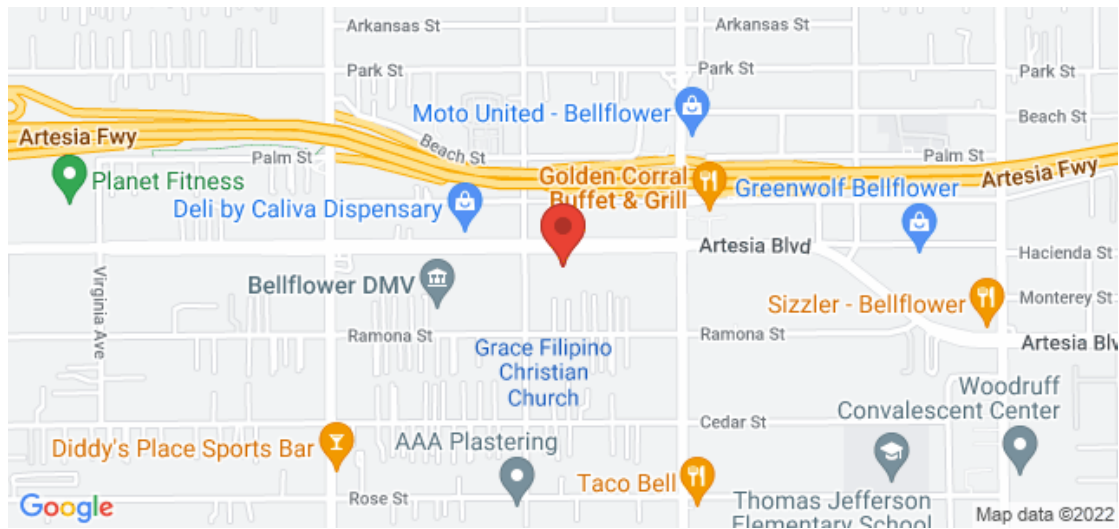 Arkansas St
Arkansas St
Park St
Park St
Park St
Moto United - Bellflower
Beach St
Artesia Fwy
Beach St
Palm St
Palm St
Planet Fitness
Golden Corral
Buffet & Grill
Greenwolf Bellflower
Artesia Fwy
Deli by Caliva Dispensary
Artesia Blvd
Hacienda St
Bellflower DMV
Virginia Ave
Sizzler - Bellflower
Monterey St
Ramona St
Ramona St
Artesia Blv
Grace Filipino
Christian
Church
Woodruff
Convalescent Center
Cedar St
Diddy's Place Sports Bar
AAA Plastering
Taco Bell
Rose St
Thomas Jefferson
Elementary School
Google
Map data ©2022